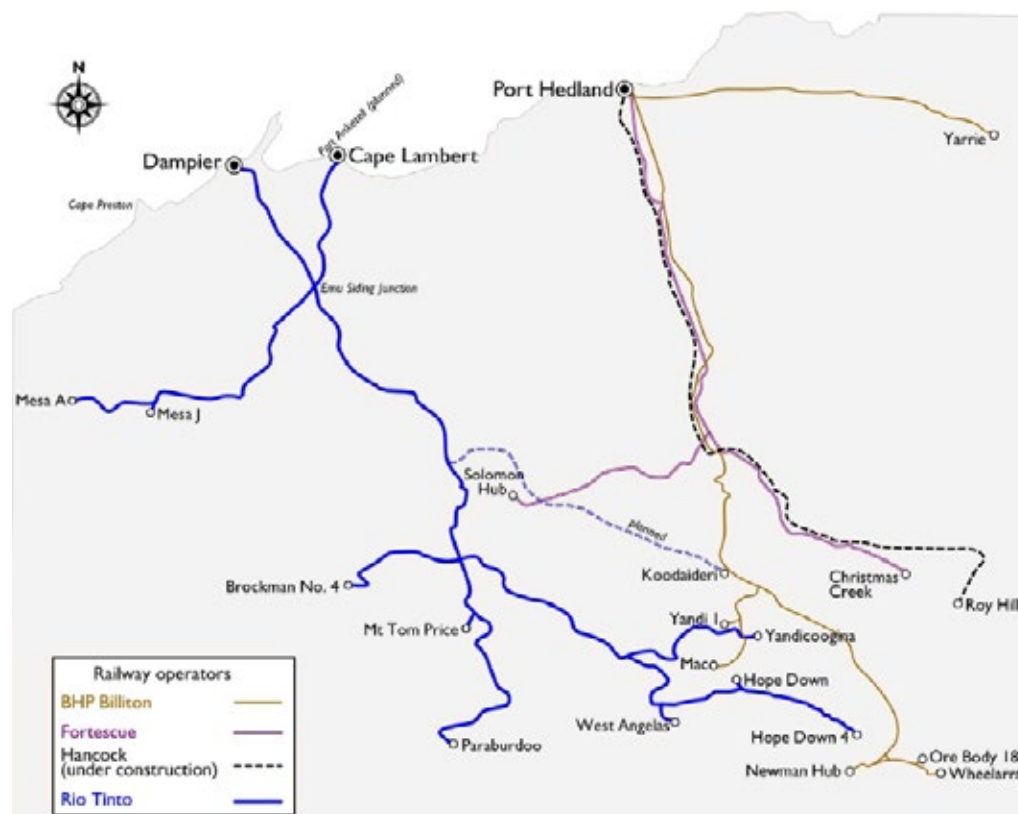 N
Port Hedland
Port Anketell (planned)
Dampier
Cape Lambert
Yarrie
Cape Preston
Emu Siding Junction
Mesa A
Mesa J
Solomon
Hub
planned
Brockman No. 4
Koodaideri
Christmas
Creek
Roy Hill
Mt Tom Price
Yandi 1
Yandicoogina
Mac
Hope Down
West Angelas
Paraburdoo
Hope Down 4
Newman Hub
Ore Body 18
Wheelarra
Railway operators
BHP Billiton
Fortescue
Hancock
(under construction)
Rio Tinto